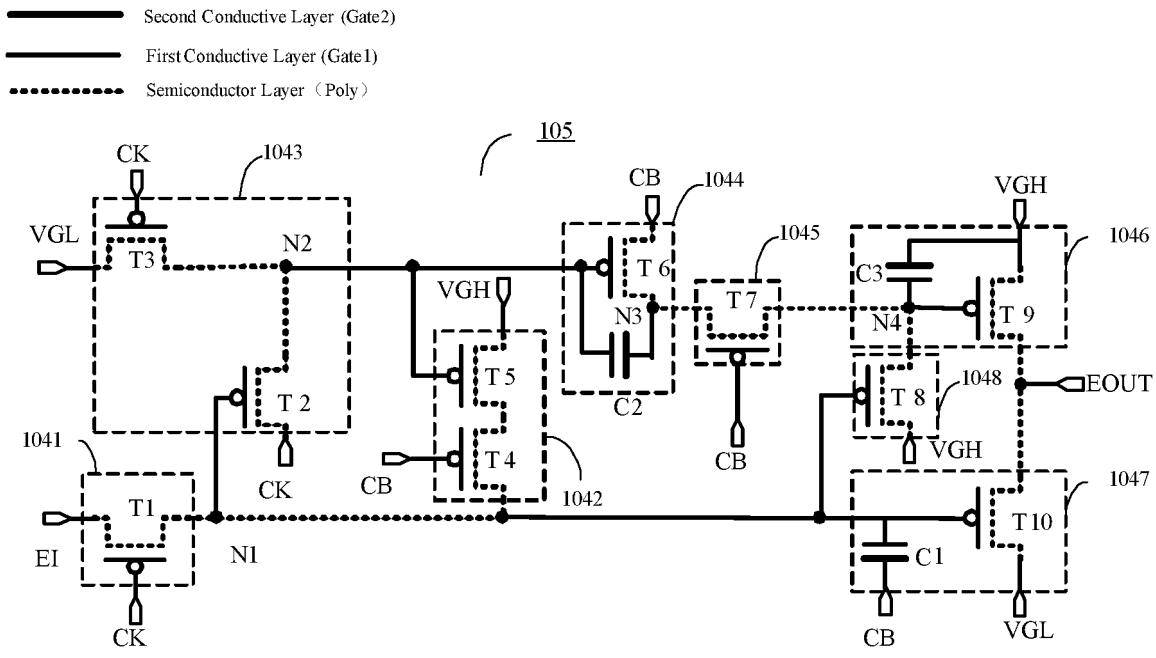 Second Conductive Layer (Gate2)
First Conductive Layer (Gate1)
Semiconductor Layer（Poly）
105
CK
1043
CB
1044
VGH
VGL
T3
N2
T 6
1045
1046
VGH
T 7
C3
N3
N4
T 9
T 5
T 2
C2
T 8
1048
EOUT
1041
CK
CB
T 4
1042
CB
VGH
1047
T1
EI
N1
T10
C1
CK
CB
VGL